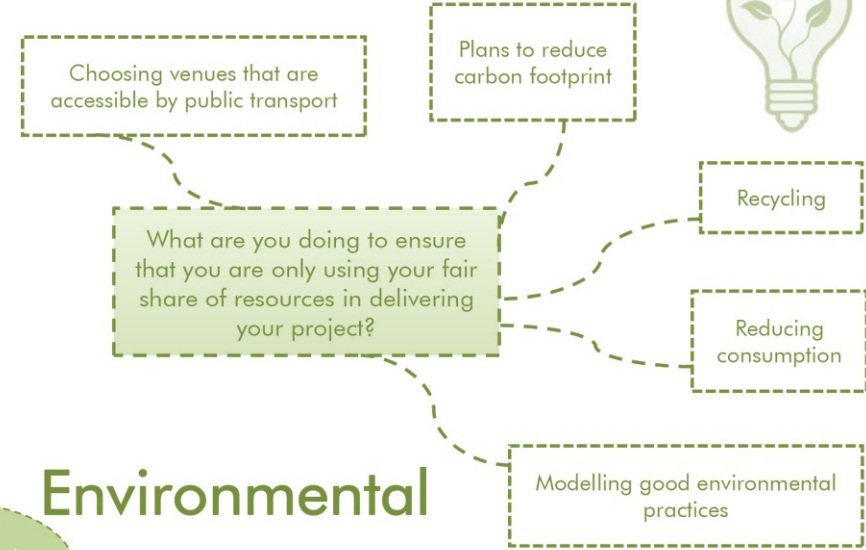 Choosing venues that are
accessible by public transport
Plans to reduce
carbon footprint
Recycling
What are you doing to ensure
that you are only using your fair
share of resources in delivering
your project?
Reducing
consumption
Modelling good environmental
practices
Environmental